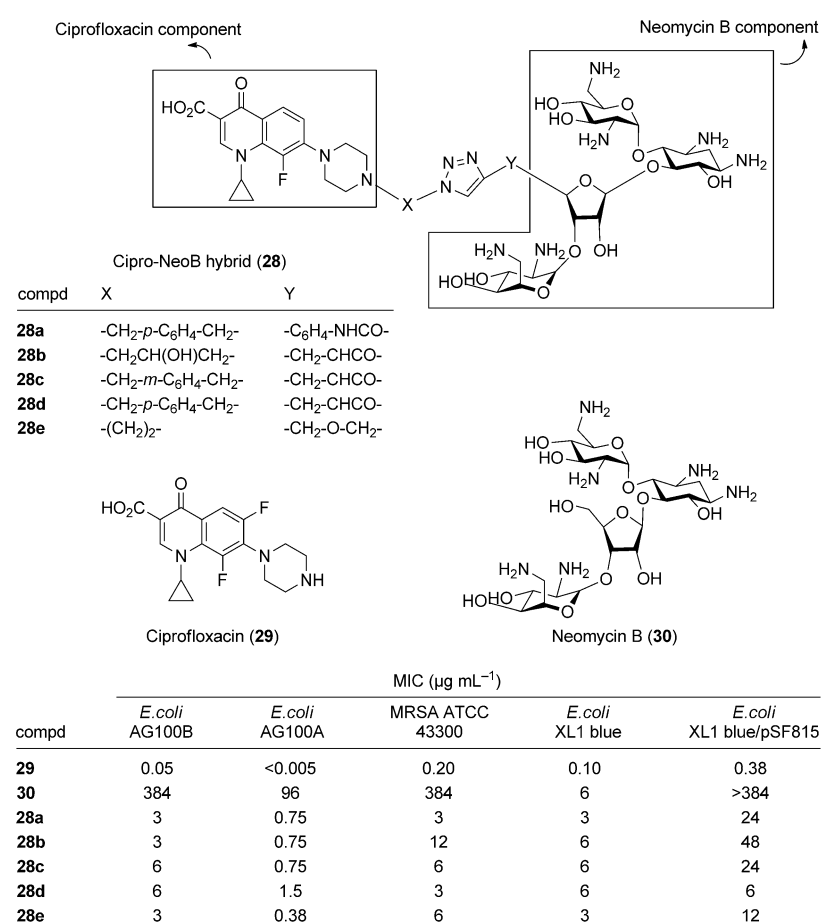 Ciprofloxacin component
Neomycin B component
O
HO₂C
N
F
N
N
X
N=N
N
Y
NH₂
HO
HO
O
H₂N
O
NH₂
NH₂
O
OH
O
O
OH
H₂N
NH₂
HO
HO
O
Cipro-NeoB hybrid (28)
compd X Y
28a -CH₂-p-C₆H₄-CH₂- -C₆H₄-NHCO-
28b -CH₂CH(OH)CH₂- -CH₂-CHCO-
28c -CH₂-m-C₆H₄-CH₂- -CH₂-CHCO-
28d -CH₂-p-C₆H₄-CH₂- -CH₂-CHCO-
28e -(CH₂)₂- -CH₂-O-CH₂-
O
HO₂C
F
N
F
N
NH
Ciprofloxacin (29)
NH₂
HO
HO
O
H₂N
O
NH₂
NH₂
O
OH
HO
O
O
OH
H₂N
NH₂
HO
HO
O
Neomycin B (30)
MIC (µg mL⁻¹)
compd E.coli AG100B E.coli AG100A MRSA ATCC 43300 E.coli XL1 blue E.coli XL1 blue/pSF815
29 0.05 <0.005 0.20 0.10 0.38
30 384 96 384 6 >384
28a 3 0.75 3 3 24
28b 3 0.75 12 6 48
28c 6 0.75 6 6 24
28d 6 1.5 3 6 6
28e 3 0.38 6 3 12